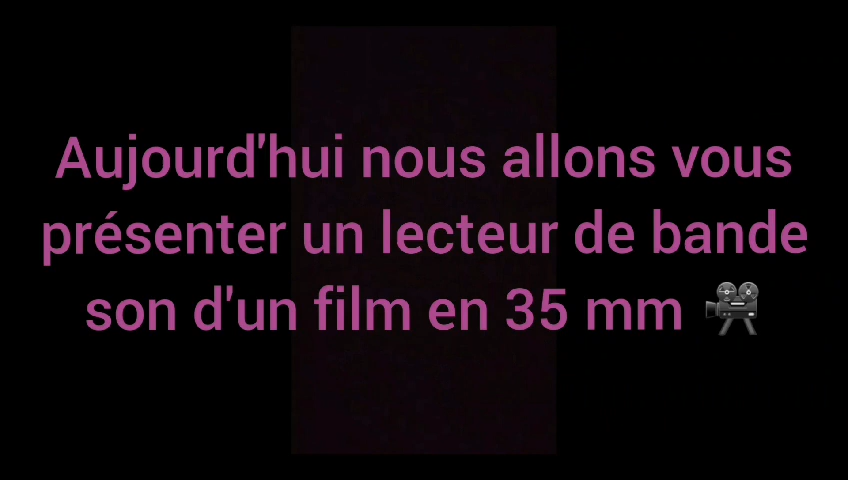 Aujourd'hui nous allons vous
présenter un lecteur de bande
son d'un film en 35 mm 🎥